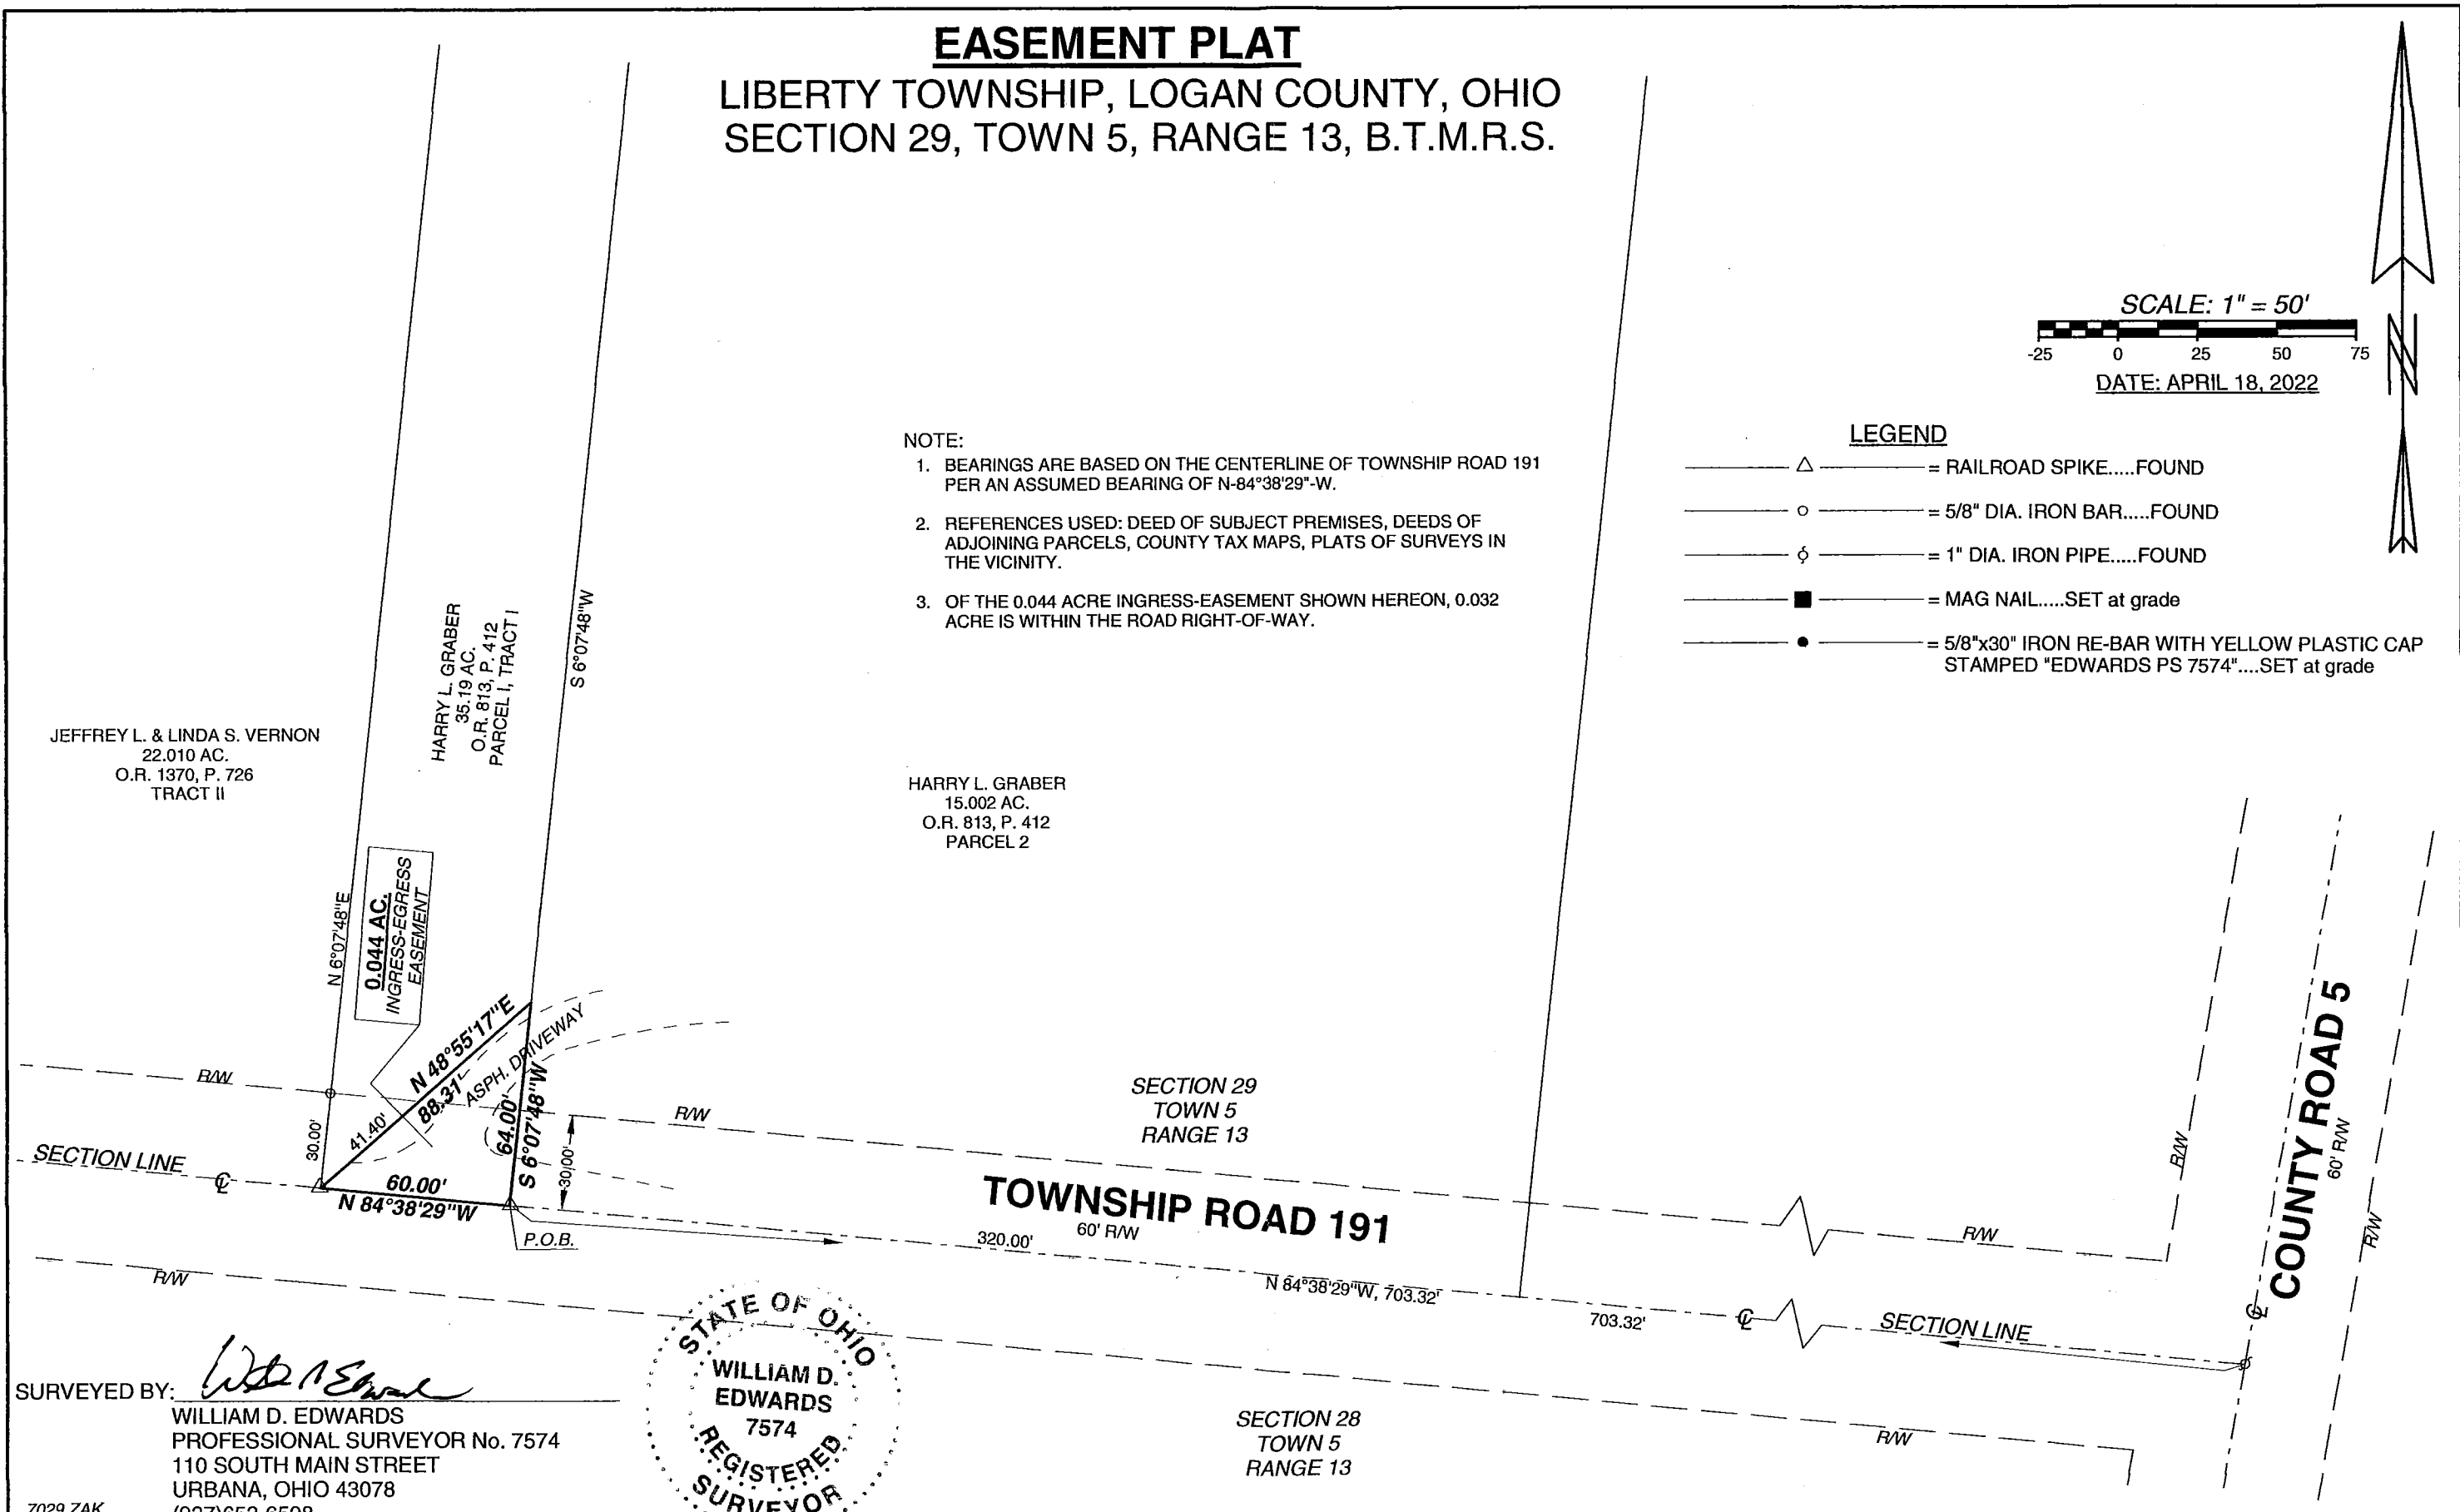 EASEMENT PLAT
LIBERTY TOWNSHIP, LOGAN COUNTY, OHIO
SECTION 29, TOWN 5, RANGE 13, B.T.M.R.S.
SCALE: 1" = 50'
-25 0 25 50 75
DATE: APRIL 18, 2022
N
NOTE:
1. BEARINGS ARE BASED ON THE CENTERLINE OF TOWNSHIP ROAD 191
PER AN ASSUMED BEARING OF N-84°38'29"-W.
2. REFERENCES USED: DEED OF SUBJECT PREMISES, DEEDS OF
ADJOINING PARCELS, COUNTY TAX MAPS, PLATS OF SURVEYS IN
THE VICINITY.
3. OF THE 0.044 ACRE INGRESS-EASEMENT SHOWN HEREON, 0.032
ACRE IS WITHIN THE ROAD RIGHT-OF-WAY.
LEGEND
= RAILROAD SPIKE.....FOUND
= 5/8" DIA. IRON BAR.....FOUND
= 1" DIA. IRON PIPE.....FOUND
= MAG NAIL.....SET at grade
= 5/8"x30" IRON RE-BAR WITH YELLOW PLASTIC CAP
STAMPED "EDWARDS PS 7574"....SET at grade
HARRY L. GRABER
35.19 AC.
O.R. 813, P. 412
PARCEL I, TRACT I
S 6°07'48"W
JEFFREY L. & LINDA S. VERNON
22.010 AC.
O.R. 1370, P. 726
TRACT II
HARRY L. GRABER
15.002 AC.
O.R. 813, P. 412
PARCEL 2
N 6°07'48"E
0.044 AC.
INGRESS-EGRESS
EASEMENT
N 48°55'17"E
88.31'
41.40'
ASPH. DRIVEWAY
64.00'
S 6°07'48"W
30.00'
30.00'
R/W
R/W
SECTION LINE
℄
60.00'
N 84°38'29"W
P.O.B.
R/W
SECTION 29
TOWN 5
RANGE 13
TOWNSHIP ROAD 191
60' R/W
320.00'
N 84°38'29"W, 703.32'
703.32'
℄
SECTION LINE
R/W
R/W
COUNTY ROAD 5
60' R/W
℄
R/W
R/W
SECTION 28
TOWN 5
RANGE 13
STATE OF OHIO
WILLIAM D.
EDWARDS
7574
REGISTERED
SURVEYOR
SURVEYED BY:
WILLIAM D. EDWARDS
PROFESSIONAL SURVEYOR No. 7574
110 SOUTH MAIN STREET
URBANA, OHIO 43078
7029 ZAK